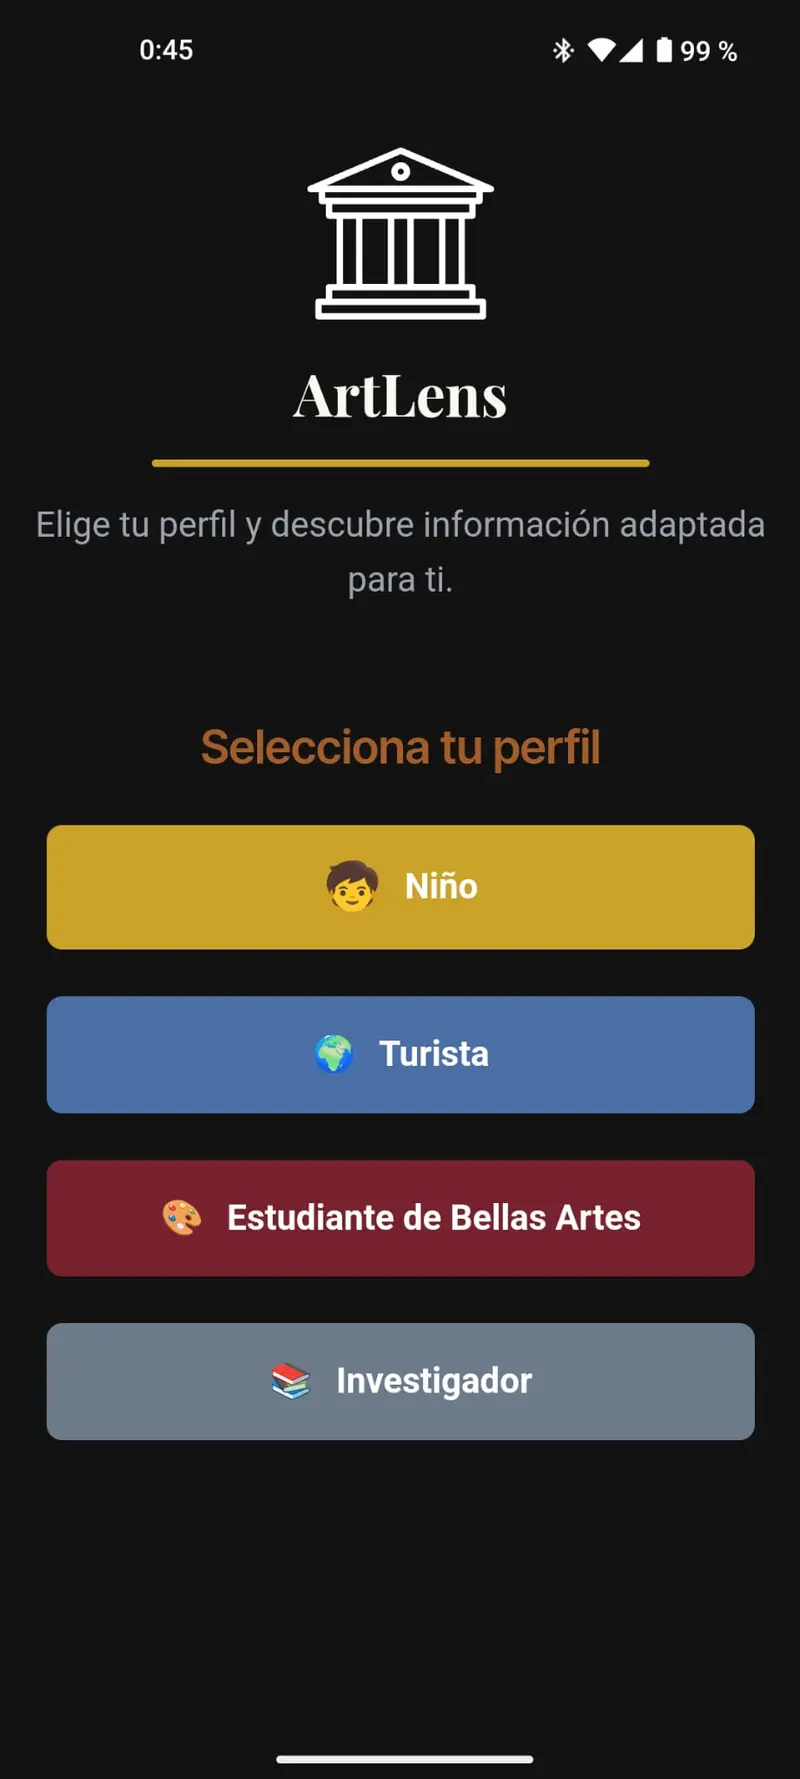 0:45
99 %
ArtLens
Elige tu perfil y descubre información adaptada
para ti.
Selecciona tu perfil
Niño
Turista
Estudiante de Bellas Artes
Investigador